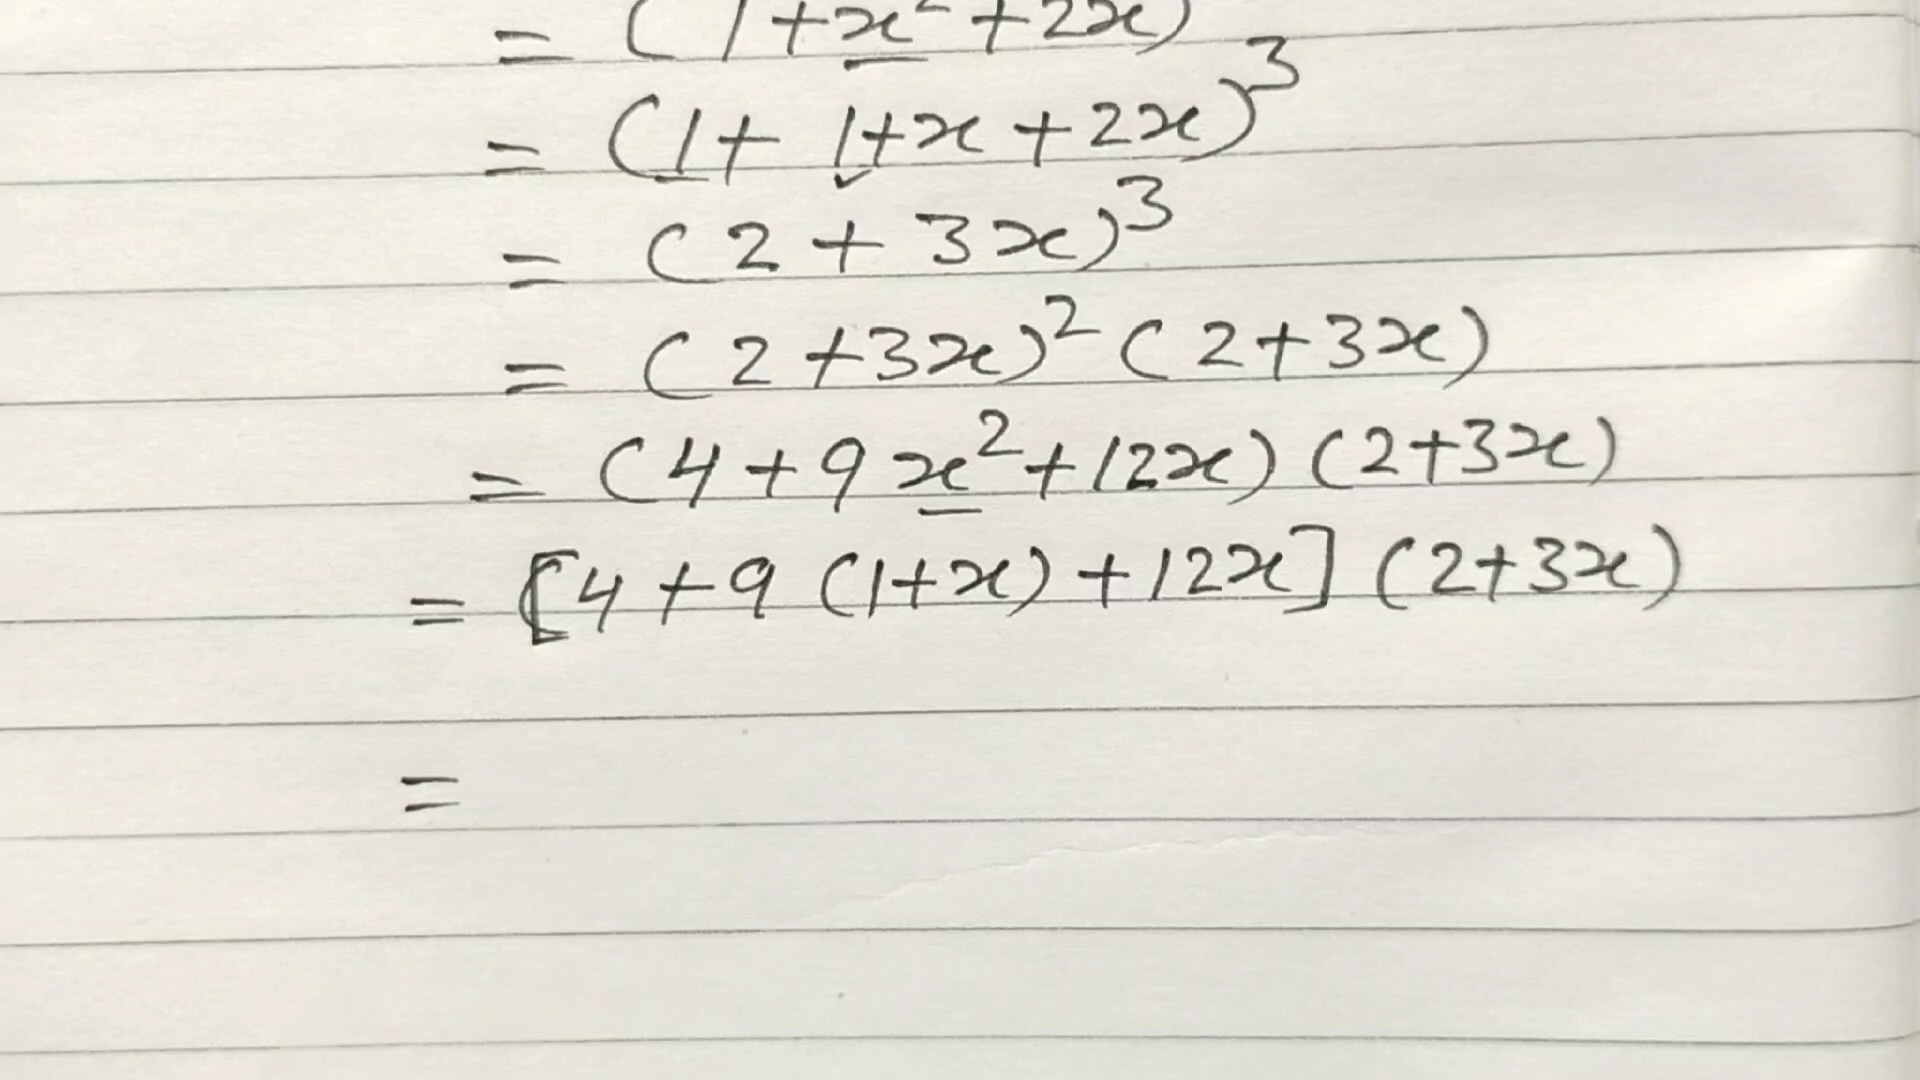 = (1+x²+2x)
= (1+ 1+x+2x)³
= (2+3x)³
= (2+3x)²(2+3x)
= (4+9x²+12x)(2+3x)
= [4+9(1+x)+12x](2+3x)
=